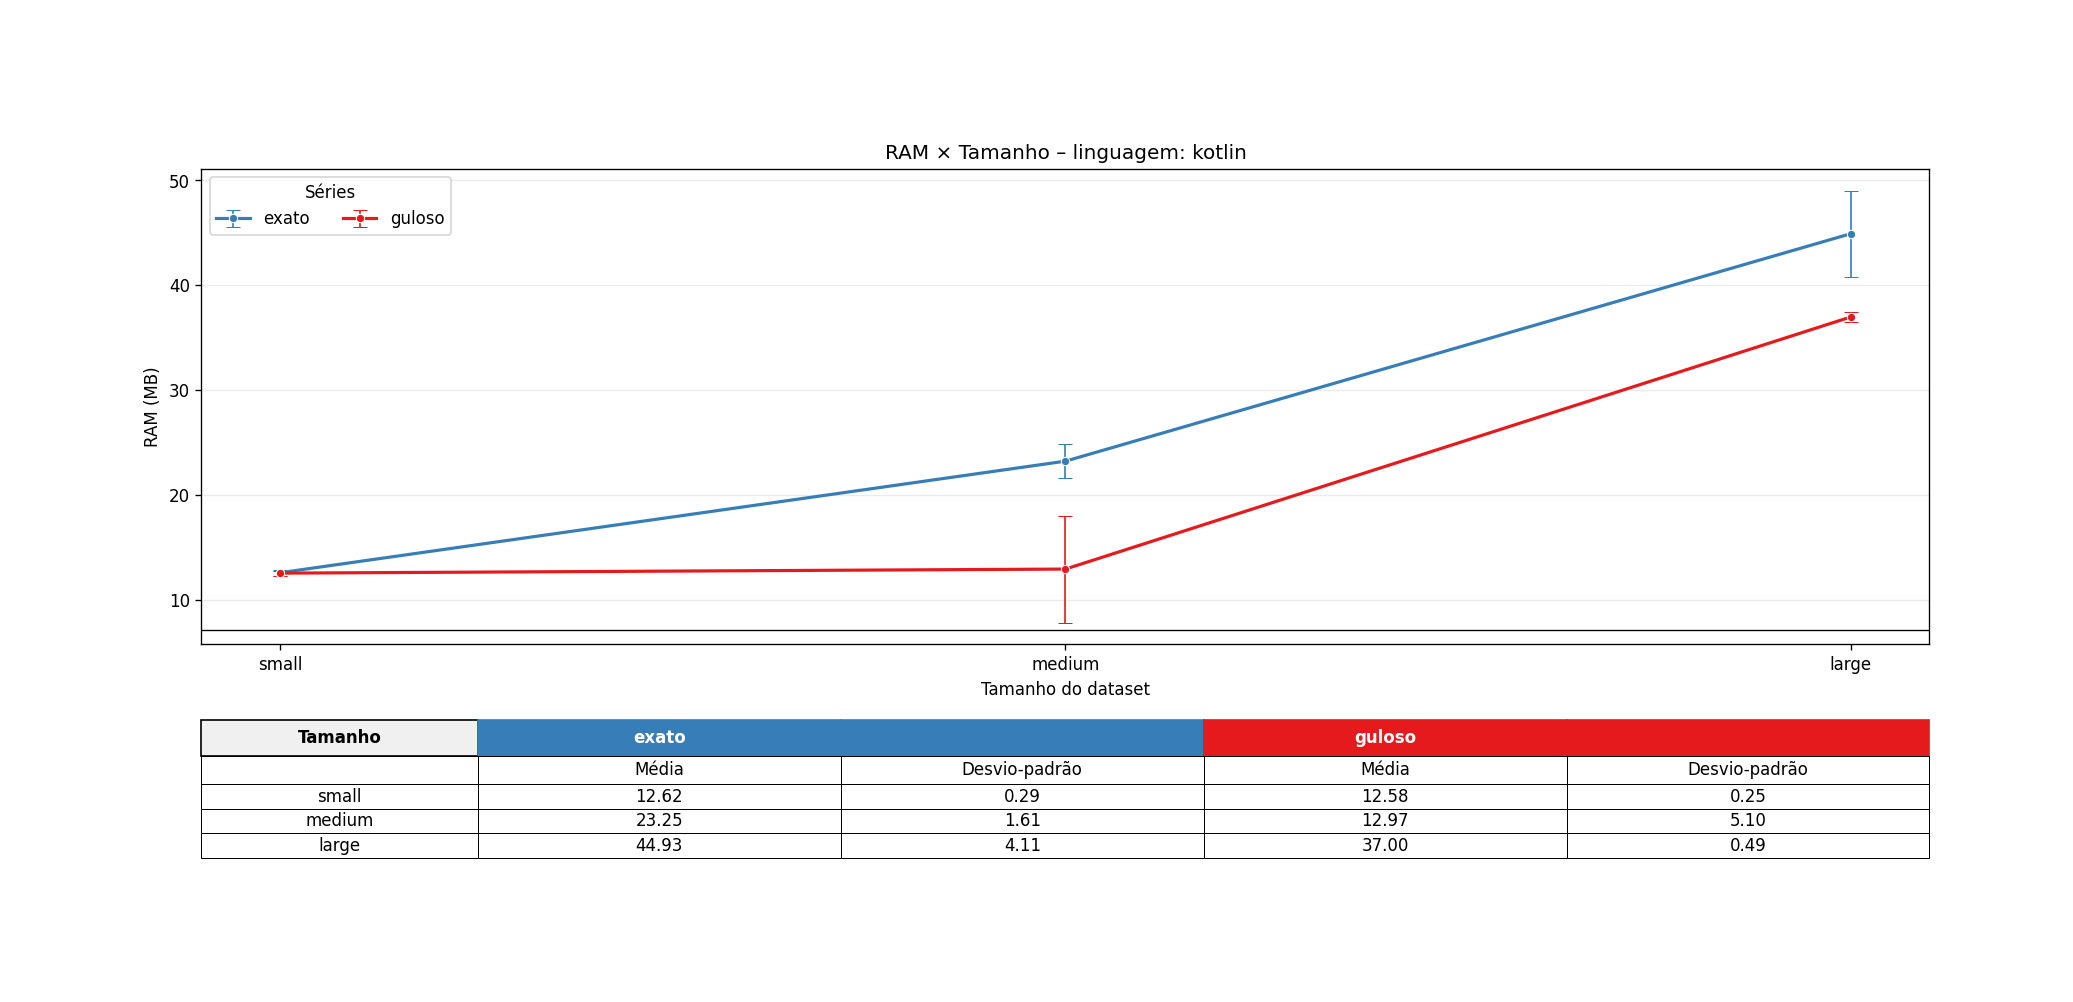 RAM × Tamanho – linguagem: kotlin
50
40
30
20
10
RAM (MB)
Séries
exato guloso
small medium large
Tamanho do dataset
Tamanho exato guloso
Média Desvio-padrão Média Desvio-padrão
small 12.62 0.29 12.58 0.25
medium 23.25 1.61 12.97 5.10
large 44.93 4.11 37.00 0.49